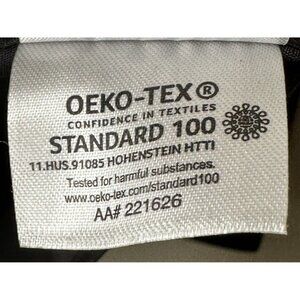 OEKO-TEX®
CONFIDENCE IN TEXTILES
STANDARD 100
11.HUS.91085 HOHENSTEIN HTTI
Tested for harmful substances.
www.oeko-tex.com/standard100
AA# 221626